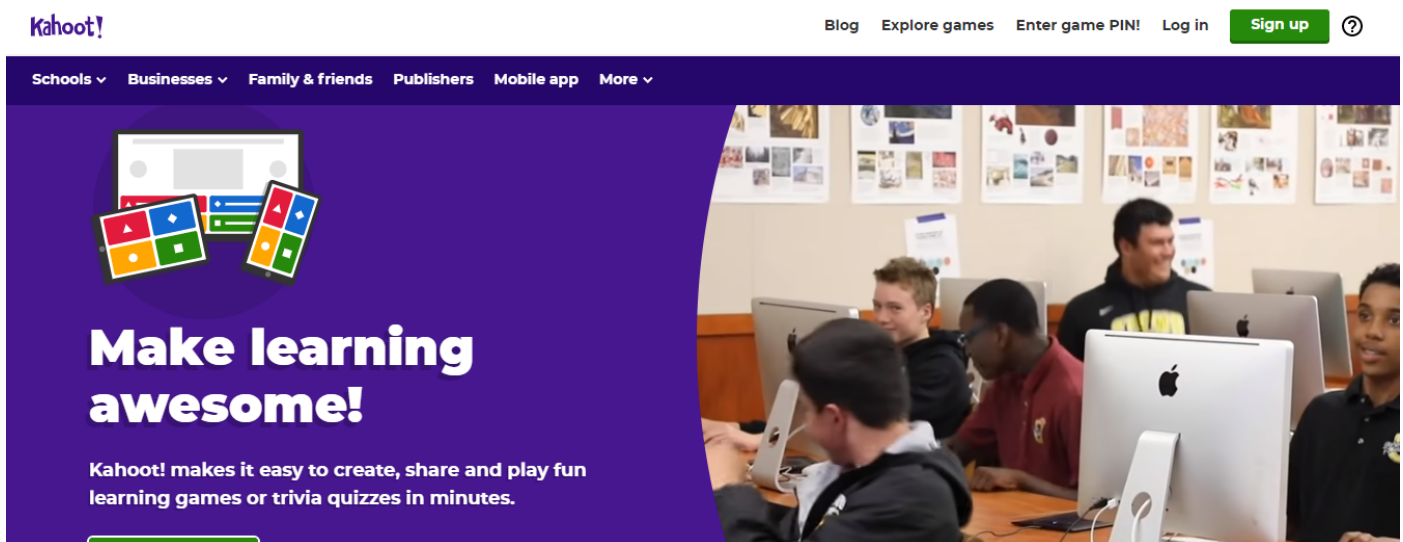 Kahoot!
Blog Explore games Enter game PIN! Log in Sign up ?
Schools Businesses Family & friends Publishers Mobile app More
Make learning
awesome!
Kahoot! makes it easy to create, share and play fun
learning games or trivia quizzes in minutes.